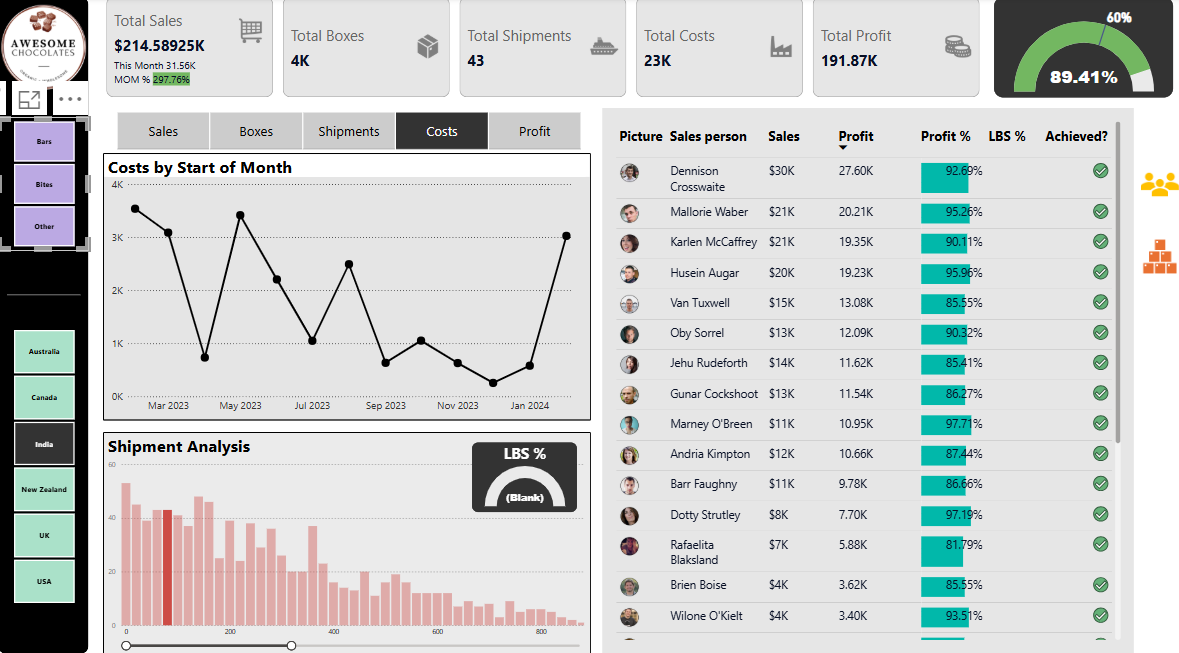 AWESOME
CHOCOLATES
Total Sales
$214.58925K
This Month 31.56K
MOM % 297.76%
Total Boxes
4K
Total Shipments
43
Total Costs
23K
Total Profit
191.87K
60%
89.41%
Bars
Bites
Other
Australia
Canada
India
New Zealand
UK
USA
Sales Boxes Shipments Costs Profit
Costs by Start of Month
4K
3K
2K
1K
0K
Mar 2023 May 2023 Jul 2023 Sep 2023 Nov 2023 Jan 2024
Shipment Analysis
LBS %
(Blank)
60
40
20
0
0 200 400 600 800
Picture Sales person Sales Profit Profit % LBS % Achieved?
Dennison $30K 27.60K 92.69%
Crosswaite
Mallorie Waber $21K 20.21K 95.26%
Karlen McCaffrey $21K 19.35K 90.11%
Husein Augar $20K 19.23K 95.96%
Van Tuxwell $15K 13.08K 85.55%
Oby Sorrel $13K 12.09K 90.32%
Jehu Rudeforth $14K 11.62K 85.41%
Gunar Cockshoot $13K 11.54K 86.27%
Marney O'Breen $11K 10.95K 97.71%
Andria Kimpton $12K 10.66K 87.44%
Barr Faughny $11K 9.78K 86.66%
Dotty Strutley $8K 7.70K 97.19%
Rafaelita $7K 5.88K 81.79%
Blaksland
Brien Boise $4K 3.62K 85.55%
Wilone O'Kielt $4K 3.40K 93.51%